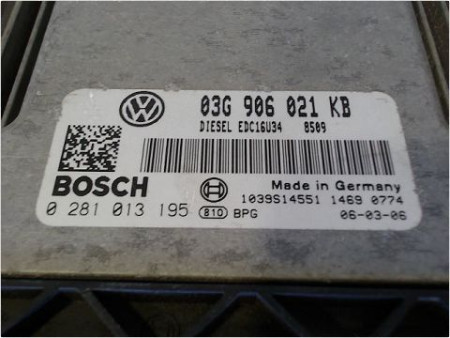 VW 03G 906 021 KB
DIESEL EDC16U34 8509
BOSCH Made in Germany
1039S14551 1469 0774
0 281 013 195 810 BPG 06-03-06